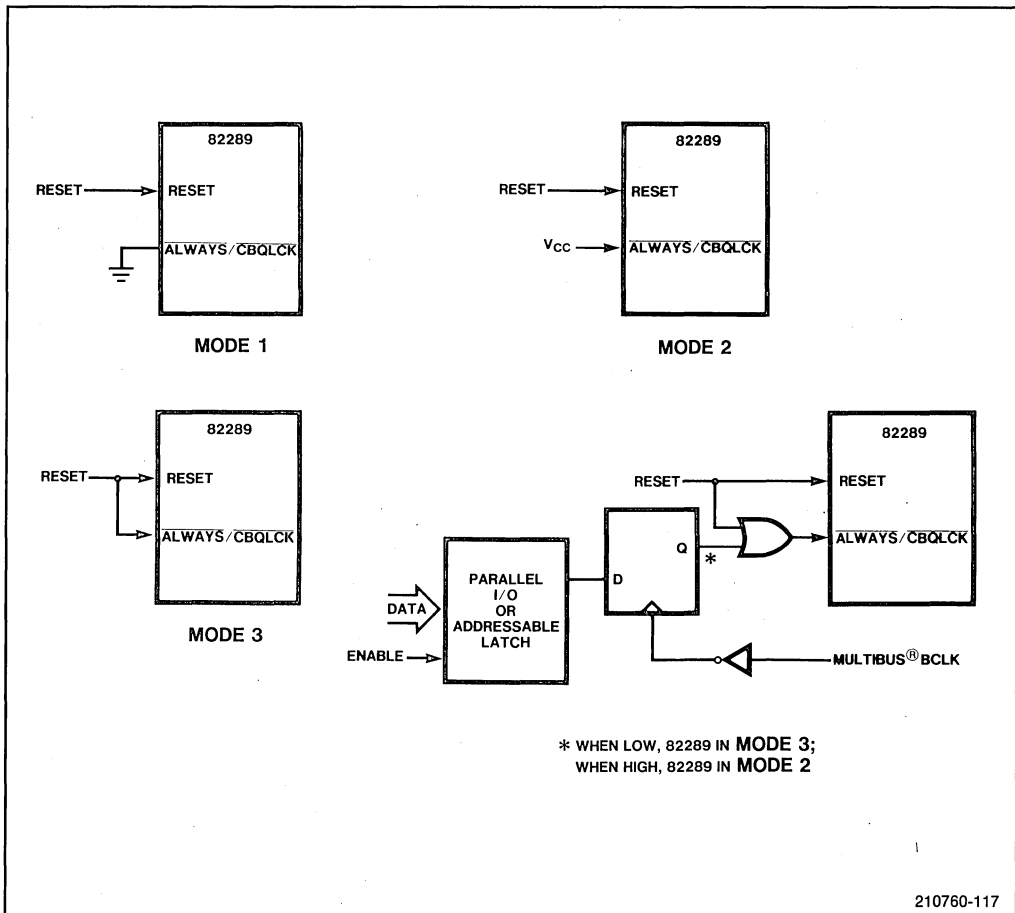 82289
RESET
RESET
ALWAYS/CBQLCK
MODE 1
82289
RESET
RESET
VCC
ALWAYS/CBQLCK
MODE 2
82289
RESET
RESET
ALWAYS/CBQLCK
MODE 3
82289
RESET
RESET
ALWAYS/CBQLCK
Q
*
D
PARALLEL
I/O
OR
ADDRESSABLE
LATCH
DATA
ENABLE
MULTIBUS® BCLK
* WHEN LOW, 82289 IN MODE 3;
WHEN HIGH, 82289 IN MODE 2
210760-117